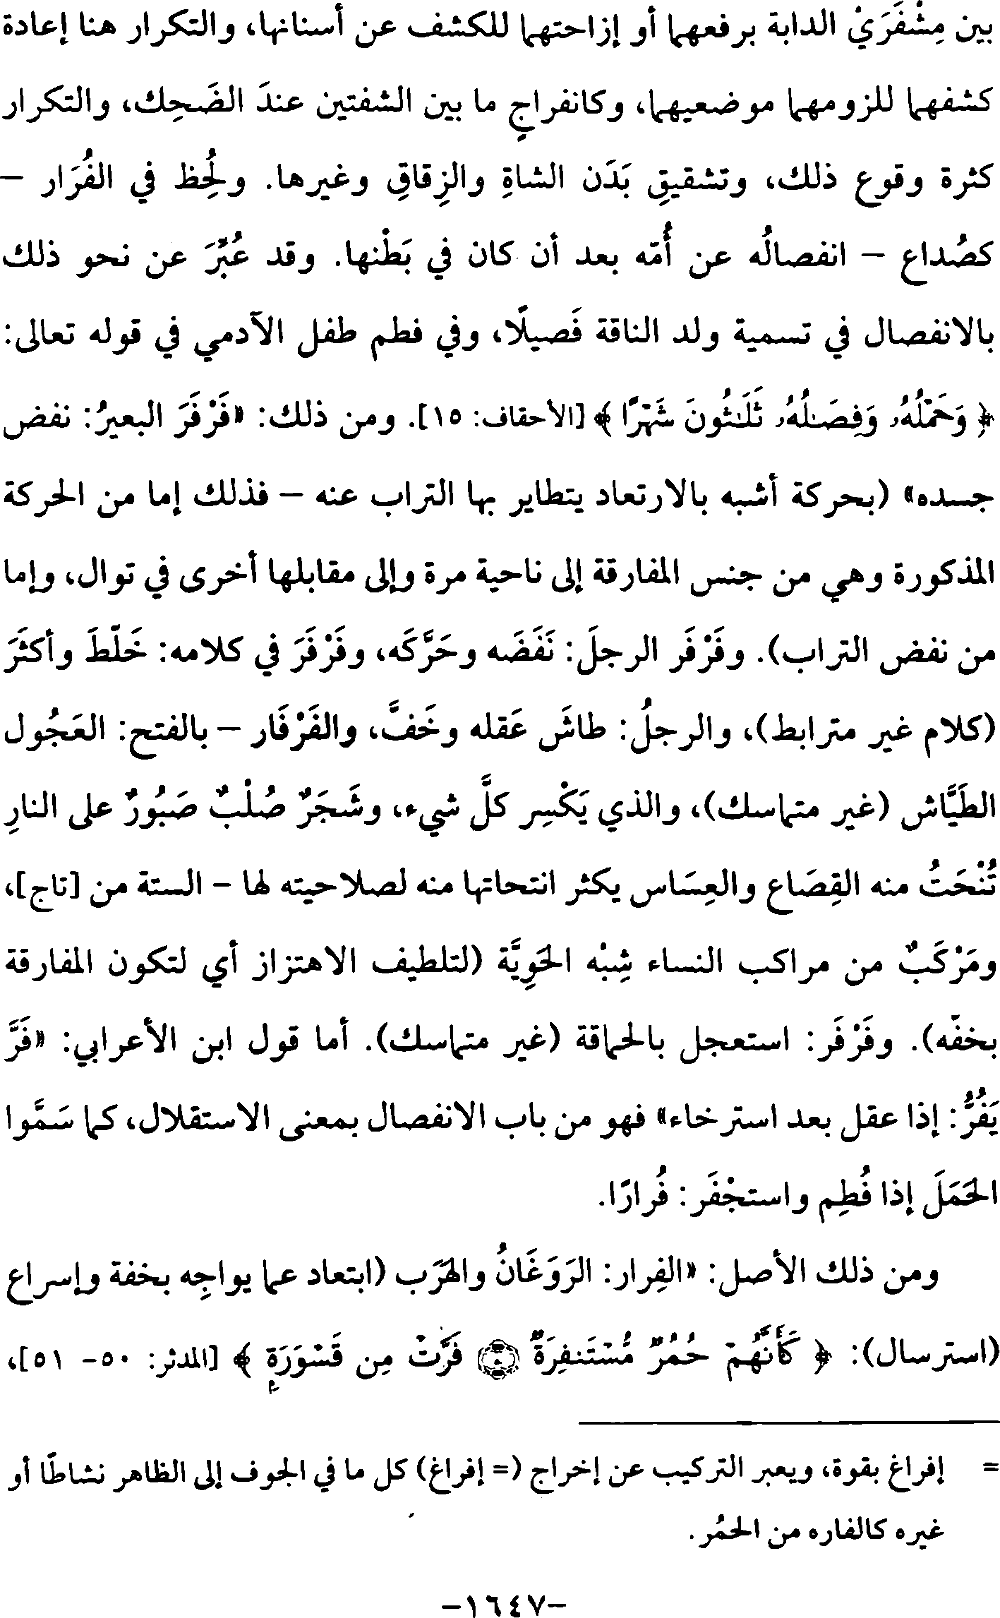 بين مِشْفَرَيْ الدابة برفعهما أو إزاحتهما للكشف عن أسنانها، والتكرار هنا إعادة
كشفهما للزومهما موضعيهما، وكانفراجِ ما بين الشفتين عندَ الضَحِك، والتكرار
كثرة وقوع ذلك، وتشقيقِ بَدَن الشاةِ والزِقاقِ وغيرها. ولُحِظ في الفُرَار –
كصُداع – انفصالُه عن أُمّه بعد أن كان في بَطْنها. وقد عُبِّرَ عن نحو ذلك
بالانفصال في تسمية ولد الناقة فَصيلًا، وفي فطم طفل الآدمي في قوله تعالى:
﴿ وَحَمْلُهُۥ وَفِصَٰلُهُۥ ثَلَٰثُونَ شَهْرًا ﴾ [الأحقاف: ١٥]. ومن ذلك: «فَرْفَرَ البعيرُ: نفض
جسده» (بحركة أشبه بالارتعاد يتطاير بها التراب عنه – فذلك إما من الحركة
المذكورة وهي من جنس المفارقة إلى ناحية مرة وإلى مقابلها أخرى في توال، وإما
من نفض التراب). وفَرْفَر الرجلَ: نَفَضَه وحَرَّكَه، وفَرْفَرَ في كلامه: خَلّطَ وأكثَرَ
(كلام غير مترابط)، والرجلُ: طاشَ عَقله وخَفَّ، والفَرْفَار – بالفتح: العَجُول
الطَيَّاش (غير متماسك)، والذي يَكْسِر كلَّ شيء، وشَجَرٌ صُلْبٌ صَبُورٌ على النارِ
تُنْحَتُ منه القِصَاع والعِسَاس يكثر انتحاتها منه لصلاحيته لها – الستة من [تاج]،
ومَرْكَبٌ من مراكب النساء شِبْه الحَوِيَّة (لتلطيف الاهتزاز أي لتكون المفارقة
بخفّه). وفَرْفَر: استعجل بالحماقة (غير متماسك). أما قول ابن الأعرابي: «فَرَّ
يَفُرُّ: إذا عقل بعد استرخاء» فهو من باب الانفصال بمعنى الاستقلال، كما سَمَّوا
الحَمَلَ إذا فُطِم واستجْفَر: فُرارًا.
ومن ذلك الأصل: «الفِرار: الرَوَغَانُ والهَرَب (ابتعاد عما يواجِه بخفة وإسراع
(استرسال): ﴿ كَأَنَّهُمْ حُمُرٌ مُّسْتَنفِرَةٌ ۝ فَرَّتْ مِن قَسْوَرَةٍ ﴾ [المدثر: ٥٠- ٥١]،
= إفراغ بقوة، ويعبر التركيب عن إخراج (= إفراغ) كل ما في الجوف إلى الظاهر نشاطًا أو
غيره كالفاره من الحمُر.
-١٦٤٧-